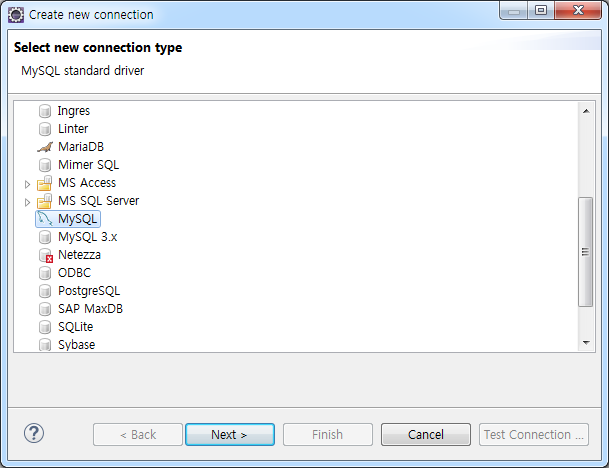 Create new connection
Select new connection type
MySQL standard driver
Ingres
Linter
MariaDB
Mimer SQL
MS Access
MS SQL Server
MySQL
MySQL 3.x
Netezza
ODBC
PostgreSQL
SAP MaxDB
SQLite
Sybase
? < Back Next > Finish Cancel Test Connection ...